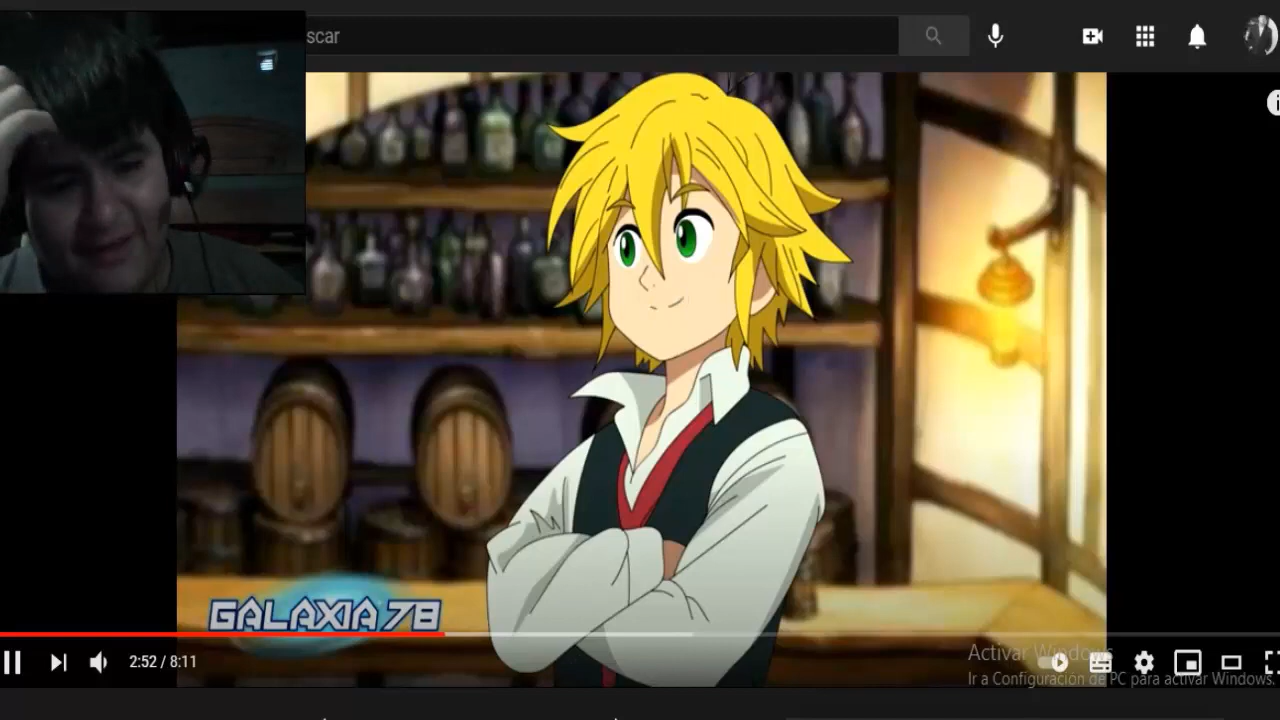 scar
GALAXIA 78
2:52 / 8:11
Activar Windows
Ir a Configuración de PC para activar Windows.